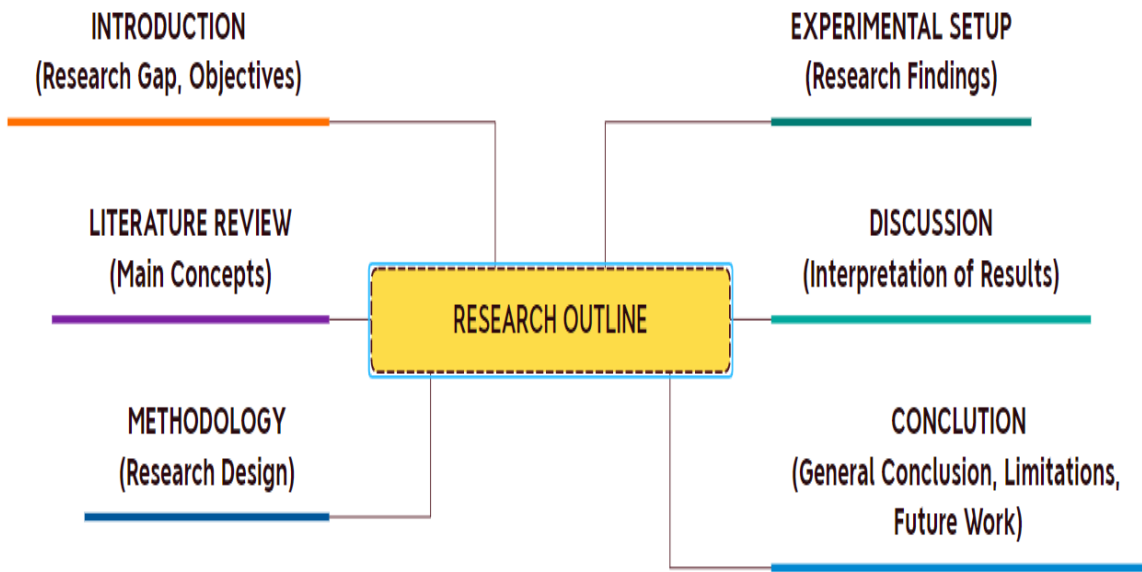 INTRODUCTION
(Research Gap, Objectives)
LITERATURE REVIEW
(Main Concepts)
METHODOLOGY
(Research Design)
RESEARCH OUTLINE
EXPERIMENTAL SETUP
(Research Findings)
DISCUSSION
(Interpretation of Results)
CONCLUTION
(General Conclusion, Limitations,
Future Work)